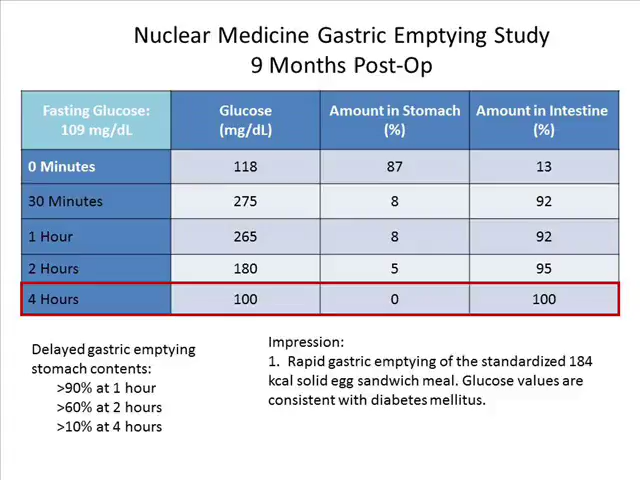 Nuclear Medicine Gastric Emptying Study
9 Months Post-Op
Fasting Glucose: 109 mg/dL | Glucose (mg/dL) | Amount in Stomach (%) | Amount in Intestine (%)
0 Minutes | 118 | 87 | 13
30 Minutes | 275 | 8 | 92
1 Hour | 265 | 8 | 92
2 Hours | 180 | 5 | 95
4 Hours | 100 | 0 | 100
Delayed gastric emptying
stomach contents:
>90% at 1 hour
>60% at 2 hours
>10% at 4 hours
Impression:
1. Rapid gastric emptying of the standardized 184
kcal solid egg sandwich meal. Glucose values are
consistent with diabetes mellitus.